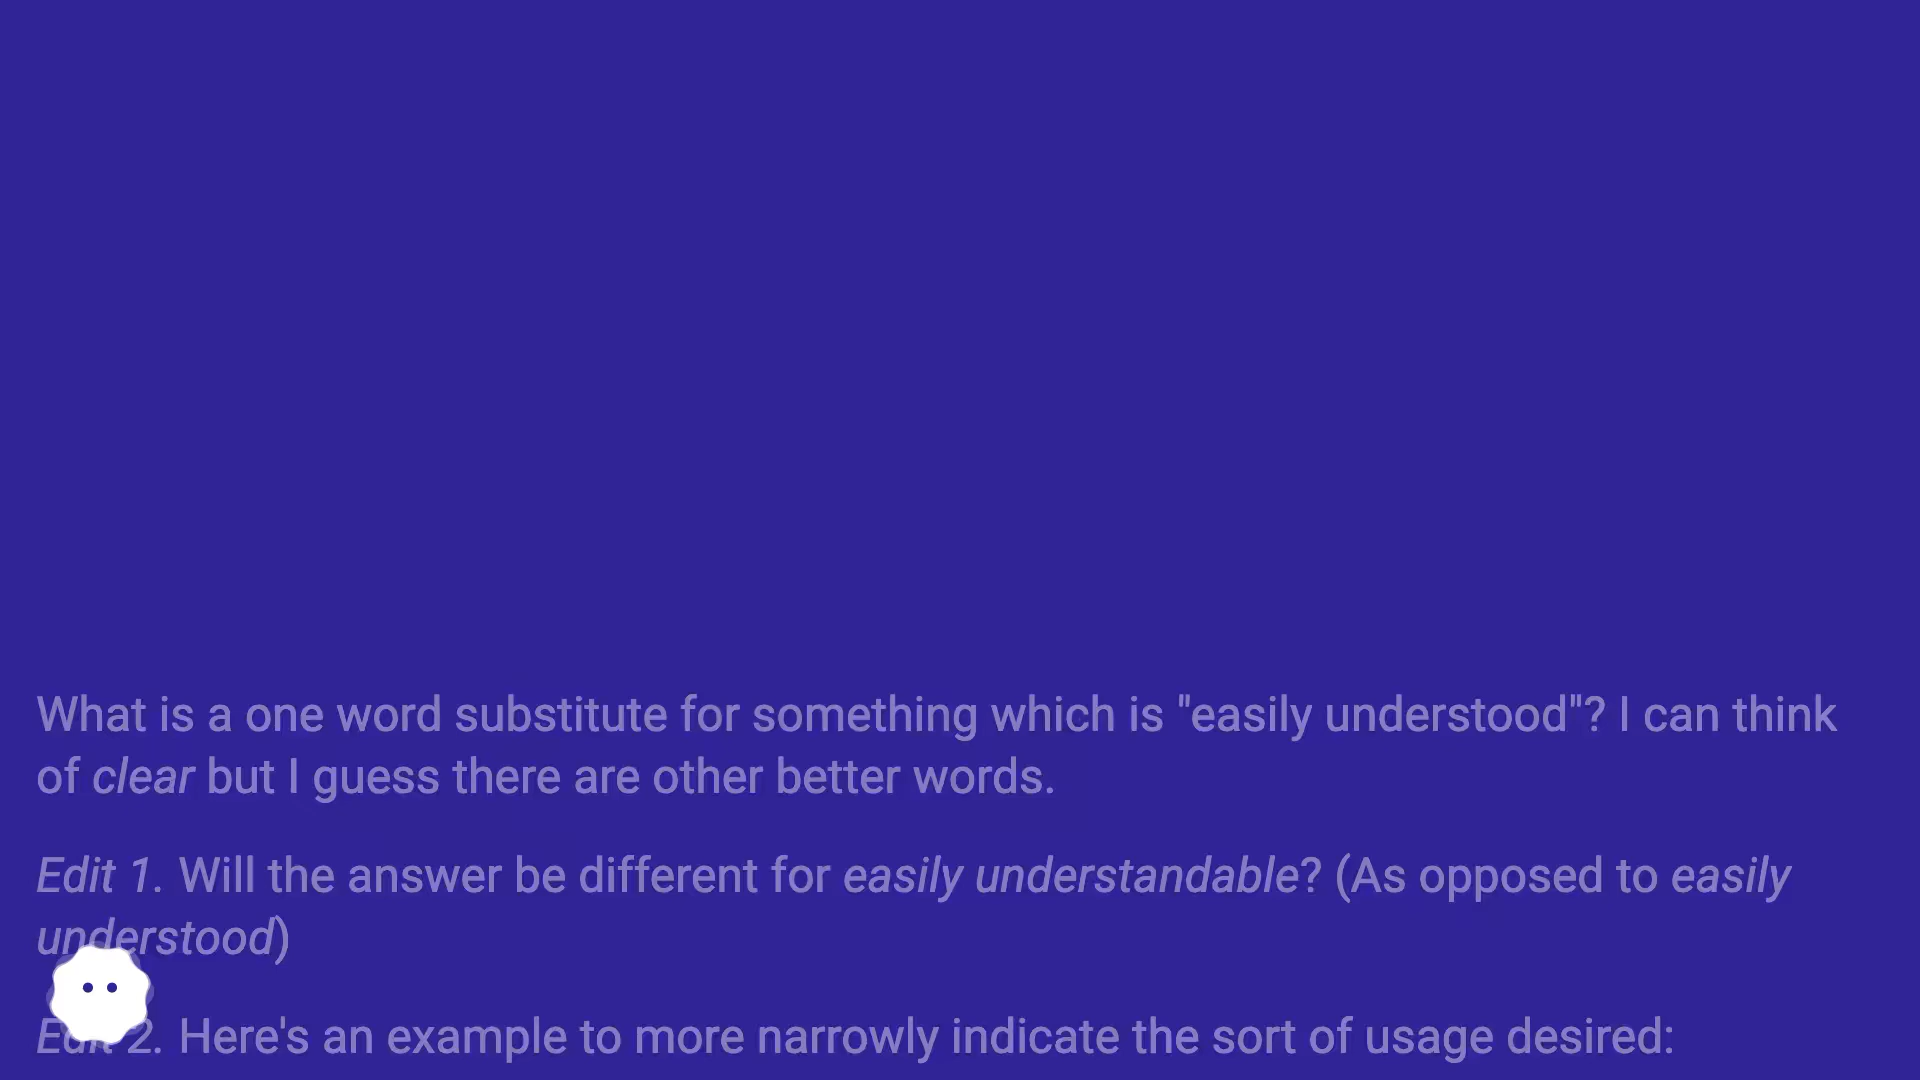 What is a one word substitute for something which is "easily understood"? I can think
of clear but I guess there are other better words.
Edit 1. Will the answer be different for easily understandable? (As opposed to easily
understood)
Edit 2. Here's an example to more narrowly indicate the sort of usage desired: